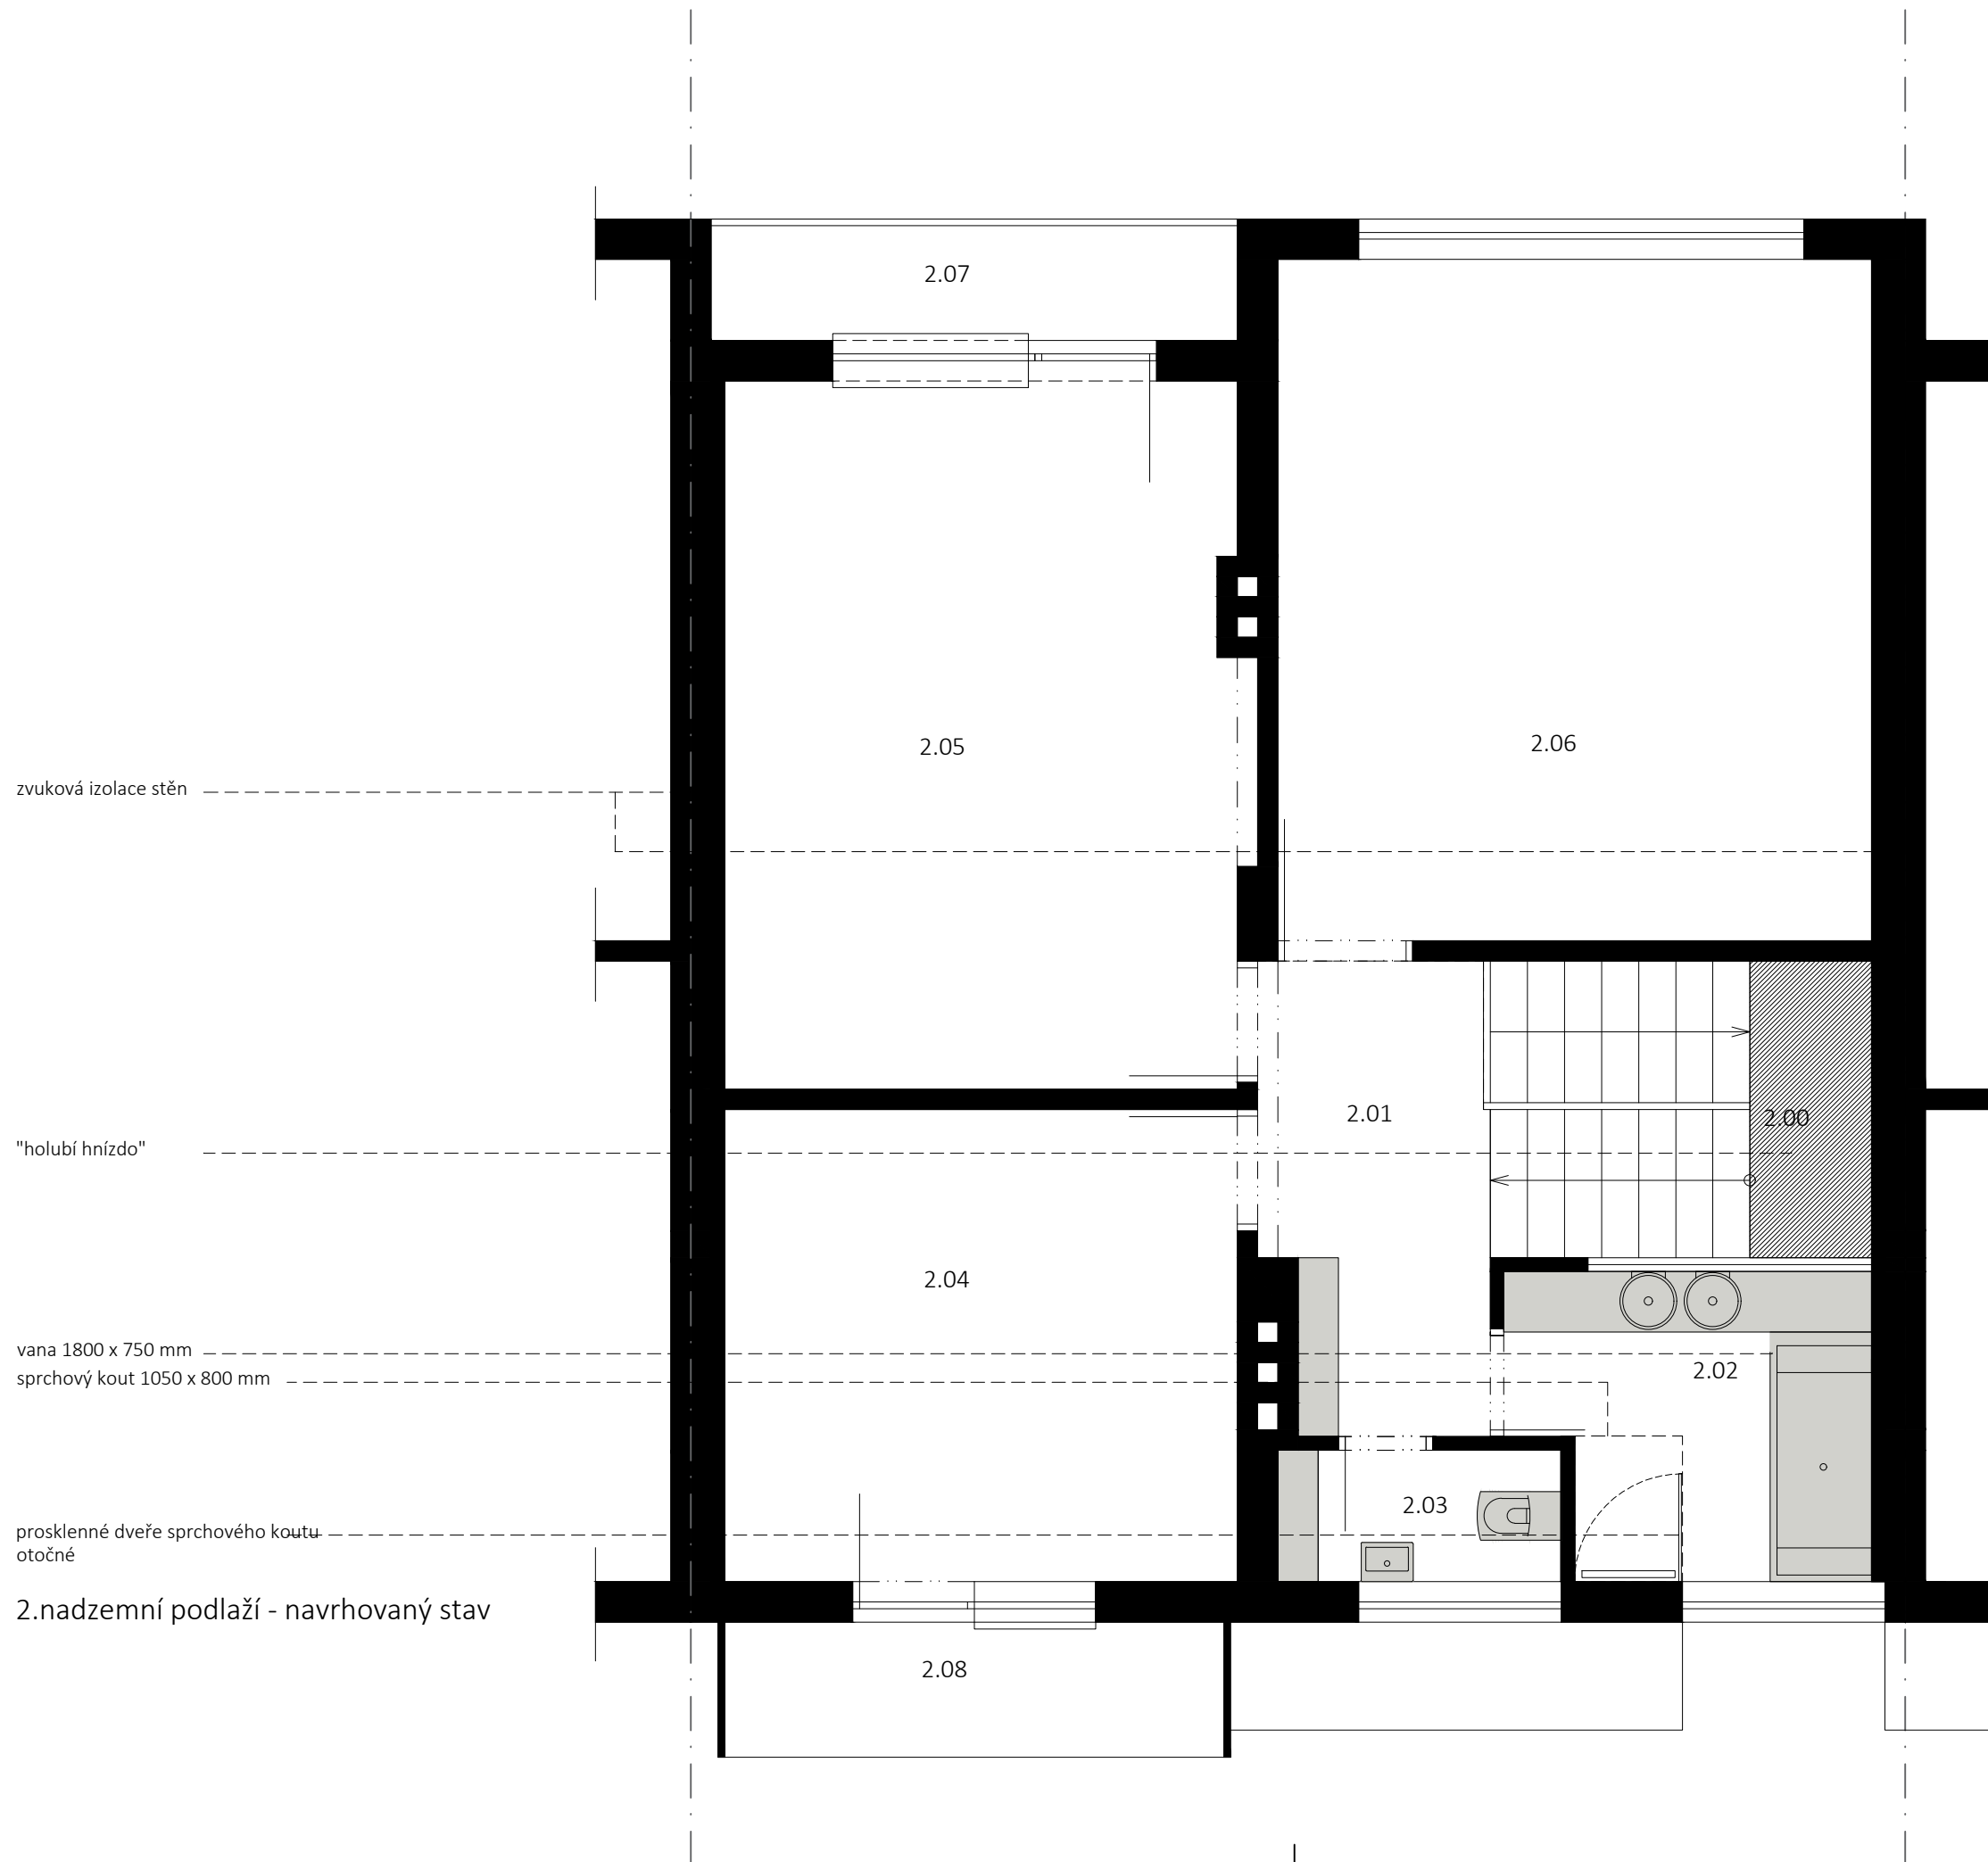 2.07
2.05
2.06
zvuková izolace stěn
2.01
2.00
"holubí hnízdo"
2.04
vana 1800 x 750 mm
2.02
sprchový kout 1050 x 800 mm
2.03
prosklenné dveře sprchového koutu
otočné
2.nadzemní podlaží - navrhovaný stav
2.08